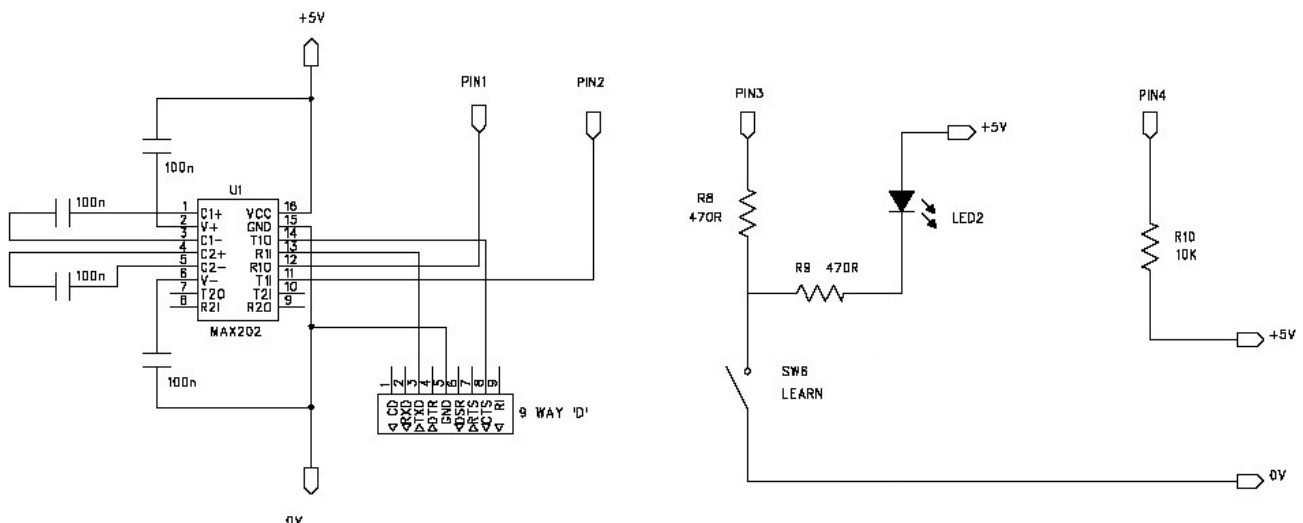 +5V
PIN1
PIN2
PIN3
PIN4
+5V
100n
100n
100n
100n
U1
1 C1+ VCC 16
2 V+ GND 15
3 C1- T1O 14
4 C2+ R1I 13
5 C2- R1O 12
6 V- T1I 11
7 T2O T2I 10
8 R2I R2O 9
MAX202
1 2 3 4 5 6 7 8 9
CD RXD TXD DTR GND DSR RTS CTS RI
9 WAY 'D'
0V
R8
470R
LED2
R9 470R
R10
10K
+5V
SW6
LEARN
0V